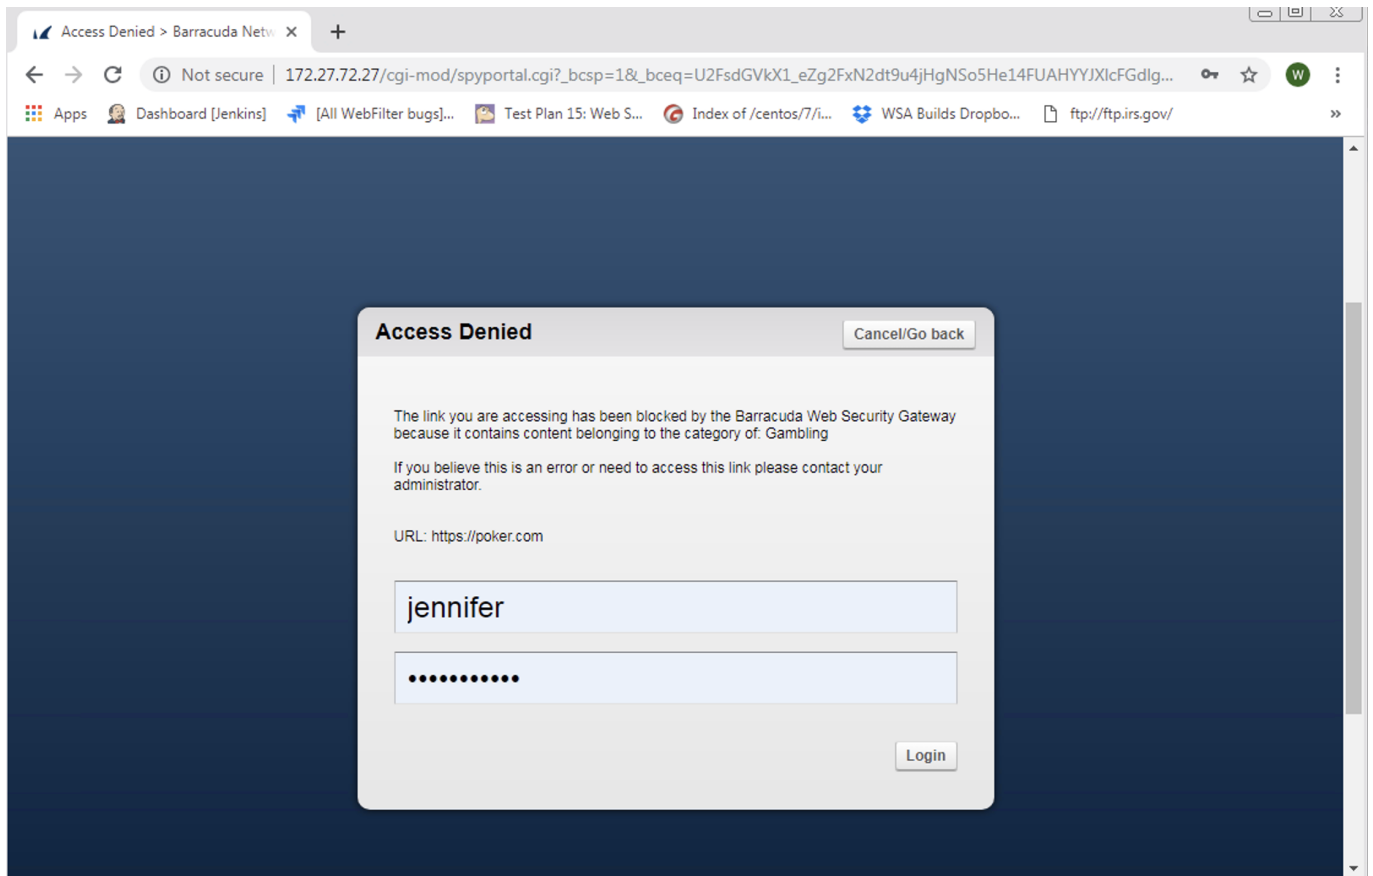 Access Denied > Barracuda Netw
Not secure | 172.27.72.27/cgi-mod/spyportal.cgi?_bcsp=1&_bceq=U2FsdGVkX1_eZg2FxN2dt9u4jHgNSo5He14FUAHYYJXlcFGdlg...
W
Apps Dashboard [Jenkins] [All WebFilter bugs]... Test Plan 15: Web S... Index of /centos/7/i... WSA Builds Dropbo... ftp://ftp.irs.gov/ »
Access Denied
Cancel/Go back
The link you are accessing has been blocked by the Barracuda Web Security Gateway
because it contains content belonging to the category of: Gambling
If you believe this is an error or need to access this link please contact your
administrator.
URL: https://poker.com
jennifer
•••••••••••
Login